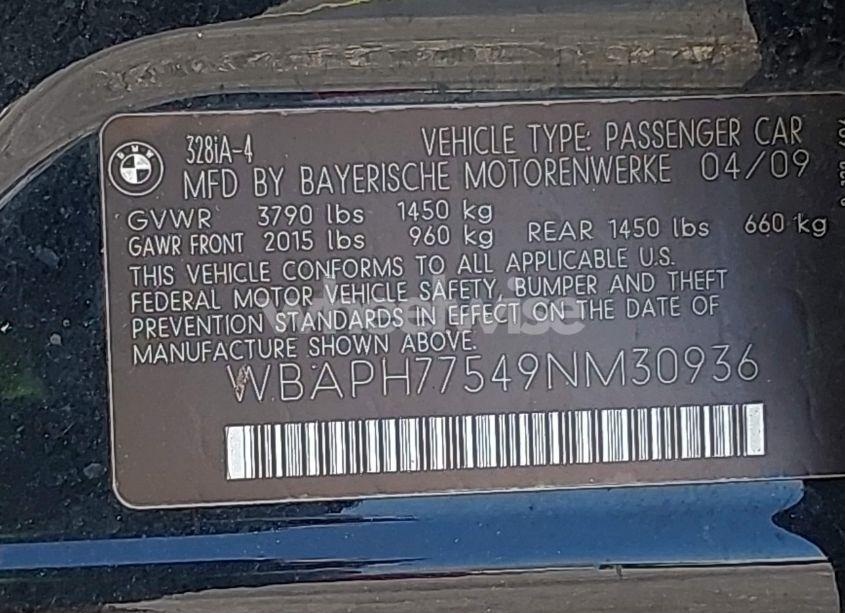 BMW
328iA-4 VEHICLE TYPE: PASSENGER CAR
MFD BY BAYERISCHE MOTORENWERKE 04/09
GVWR 3790 lbs 1450 kg
GAWR FRONT 2015 lbs 960 kg REAR 1450 lbs 660 kg
THIS VEHICLE CONFORMS TO ALL APPLICABLE U.S.
FEDERAL MOTOR VEHICLE SAFETY, BUMPER AND THEFT
PREVENTION STANDARDS IN EFFECT ON THE DATE OF
MANUFACTURE SHOWN ABOVE.
WBAPH77549NM30936
wheelwise